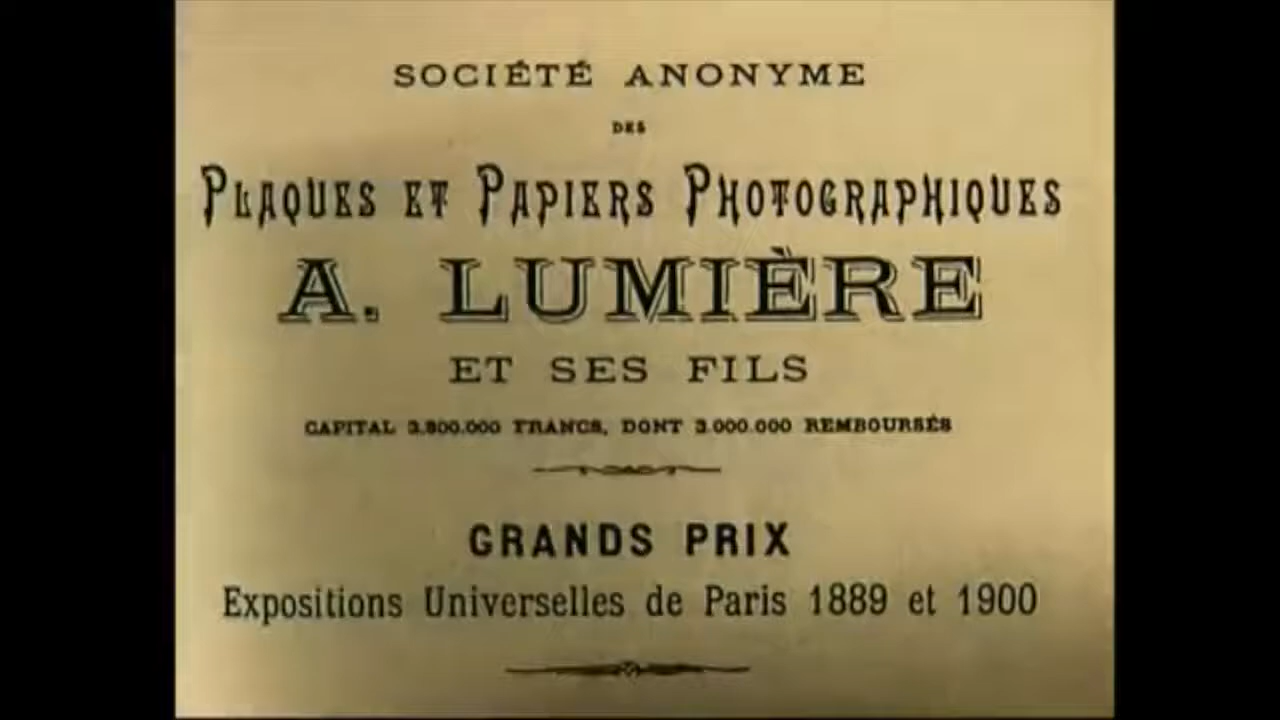 SOCIÉTÉ ANONYME
DES
PLAQUES ET PAPIERS PHOTOGRAPHIQUES
A. LUMIÈRE
ET SES FILS
CAPITAL 3.800.000 FRANCS, DONT 3.000.000 REMBOURSÉS
GRANDS PRIX
Expositions Universelles de Paris 1889 et 1900